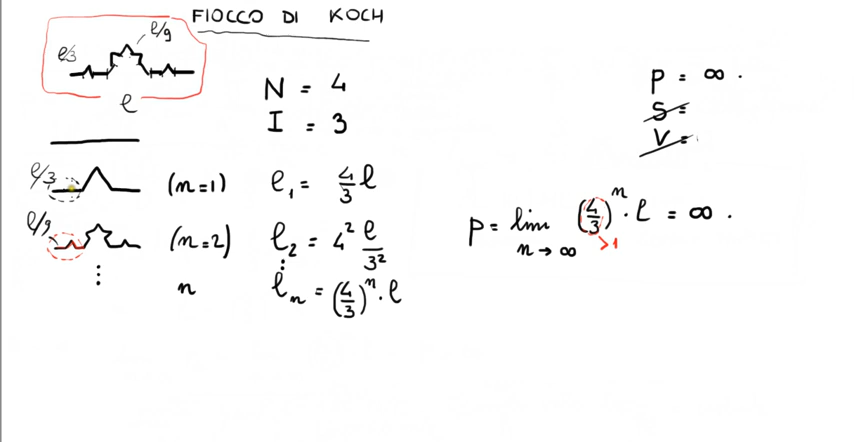 FIOCCO DI KOCH
ℓ/3
ℓ/9
ℓ
N = 4
I = 3
P = ∞ .
S =
V =
ℓ/3
(n=1)
ℓ₁ = 4/3 ℓ
ℓ/9
(n=2)
ℓ₂ = 4² ℓ/3²
⋮
n
⋮
ℓₙ = (4/3)ⁿ · ℓ
P = lim n → ∞ (4/3)ⁿ · ℓ = ∞ .
>1